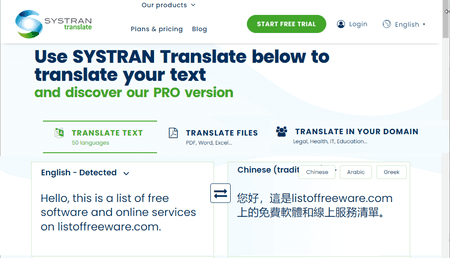 SYSTRAN
translate
Our products
Plans & pricing
Blog
START FREE TRIAL
Login
English
Use SYSTRAN Translate below to
translate your text
and discover our PRO version
TRANSLATE TEXT
50 languages
TRANSLATE FILES
PDF, Word, Excel...
TRANSLATE IN YOUR DOMAIN
Legal, Health, IT, Education...
English - Detected
Hello, this is a list of free
software and online services
on listoffreeware.com.
Chinese (tradit
Chinese
Arabic
Greek
您好，這是listoffreeware.com
上的免費軟體和線上服務清單。